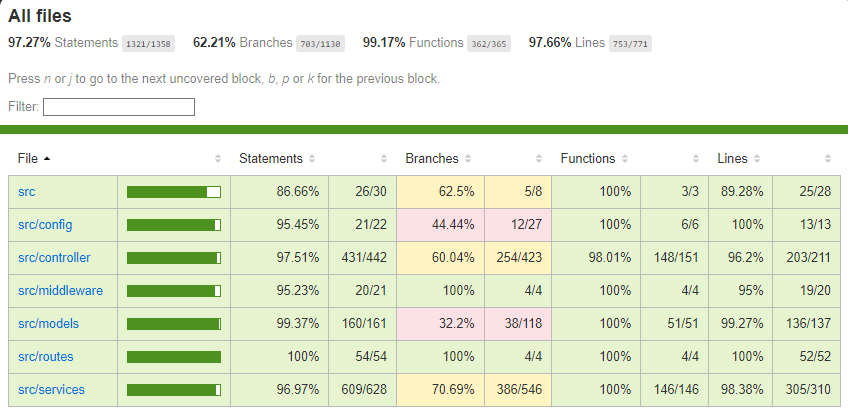 All files
97.27% Statements 1321/1358 62.21% Branches 703/1130 99.17% Functions 362/365 97.66% Lines 753/771
Press n or j to go to the next uncovered block, b, p or k for the previous block.
Filter:
File Statements Branches Functions Lines
src 86.66% 26/30 62.5% 5/8 100% 3/3 89.28% 25/28
src/config 95.45% 21/22 44.44% 12/27 100% 6/6 100% 13/13
src/controller 97.51% 431/442 60.04% 254/423 98.01% 148/151 96.2% 203/211
src/middleware 95.23% 20/21 100% 4/4 100% 4/4 95% 19/20
src/models 99.37% 160/161 32.2% 38/118 100% 51/51 99.27% 136/137
src/routes 100% 54/54 100% 4/4 100% 4/4 100% 52/52
src/services 96.97% 609/628 70.69% 386/546 100% 146/146 98.38% 305/310